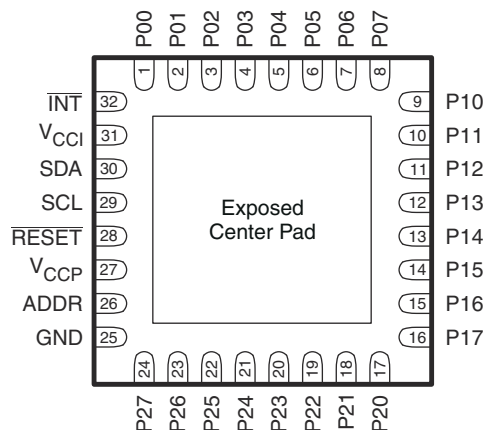 P00 P01 P02 P03 P04 P05 P06 P07
1 2 3 4 5 6 7 8
INT 32 9 P10
VCCI 31 10 P11
SDA 30 11 P12
SCL 29 12 P13
RESET 28 13 P14
VCCP 27 14 P15
ADDR 26 15 P16
GND 25 16 P17
Exposed
Center Pad
24 23 22 21 20 19 18 17
P27 P26 P25 P24 P23 P22 P21 P20